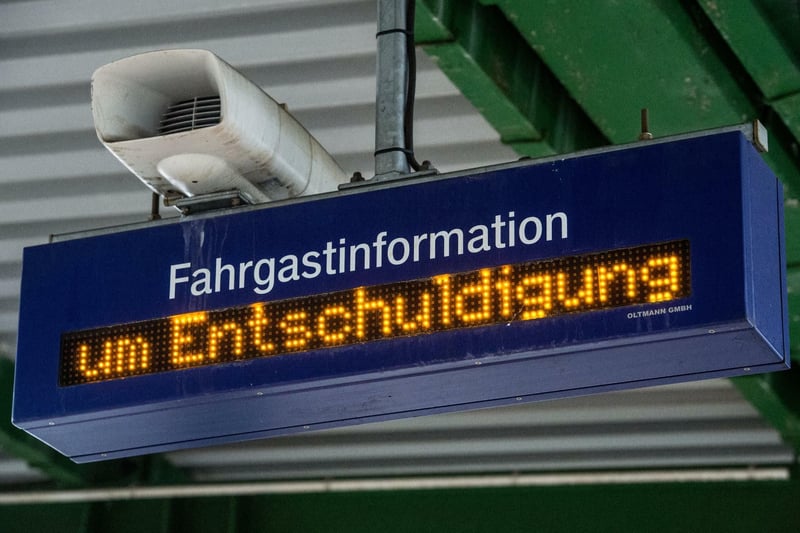 Fahrgastinformation
um Entschuldigung
OLTMANN GMBH